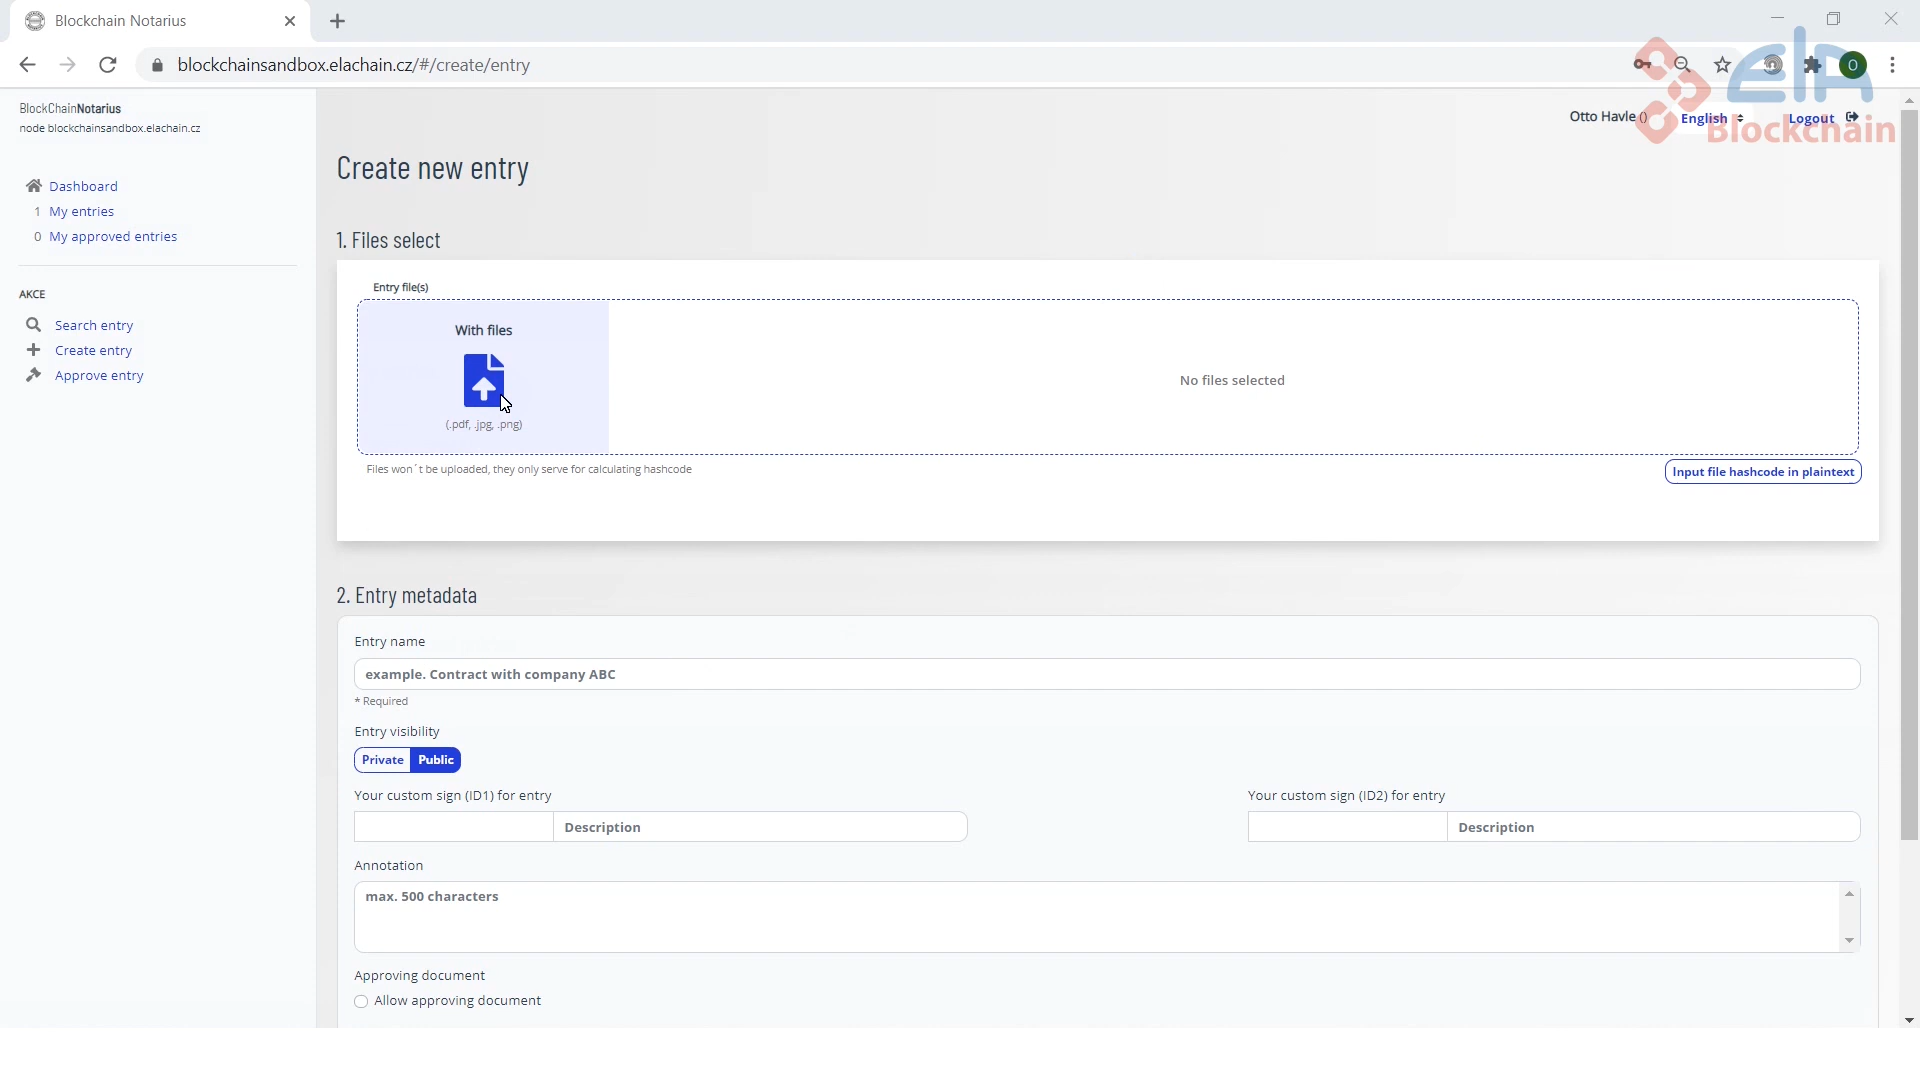 Blockchain Notarius
blockchainsandbox.elachain.cz/#/create/entry
O
elA
Blockchain
BlockChainNotarius
node blockchainsandbox.elachain.cz
Otto Havle ()
English
Logout
Dashboard
1 My entries
0 My approved entries
AKCE
Search entry
Create entry
Approve entry
Create new entry
1. Files select
Entry file(s)
With files
(.pdf, .jpg, .png)
No files selected
Files won´t be uploaded, they only serve for calculating hashcode
Input file hashcode in plaintext
2. Entry metadata
Entry name
example. Contract with company ABC
* Required
Entry visibility
Private Public
Your custom sign (ID1) for entry
Your custom sign (ID2) for entry
Description
Description
Annotation
max. 500 characters
Approving document
Allow approving document